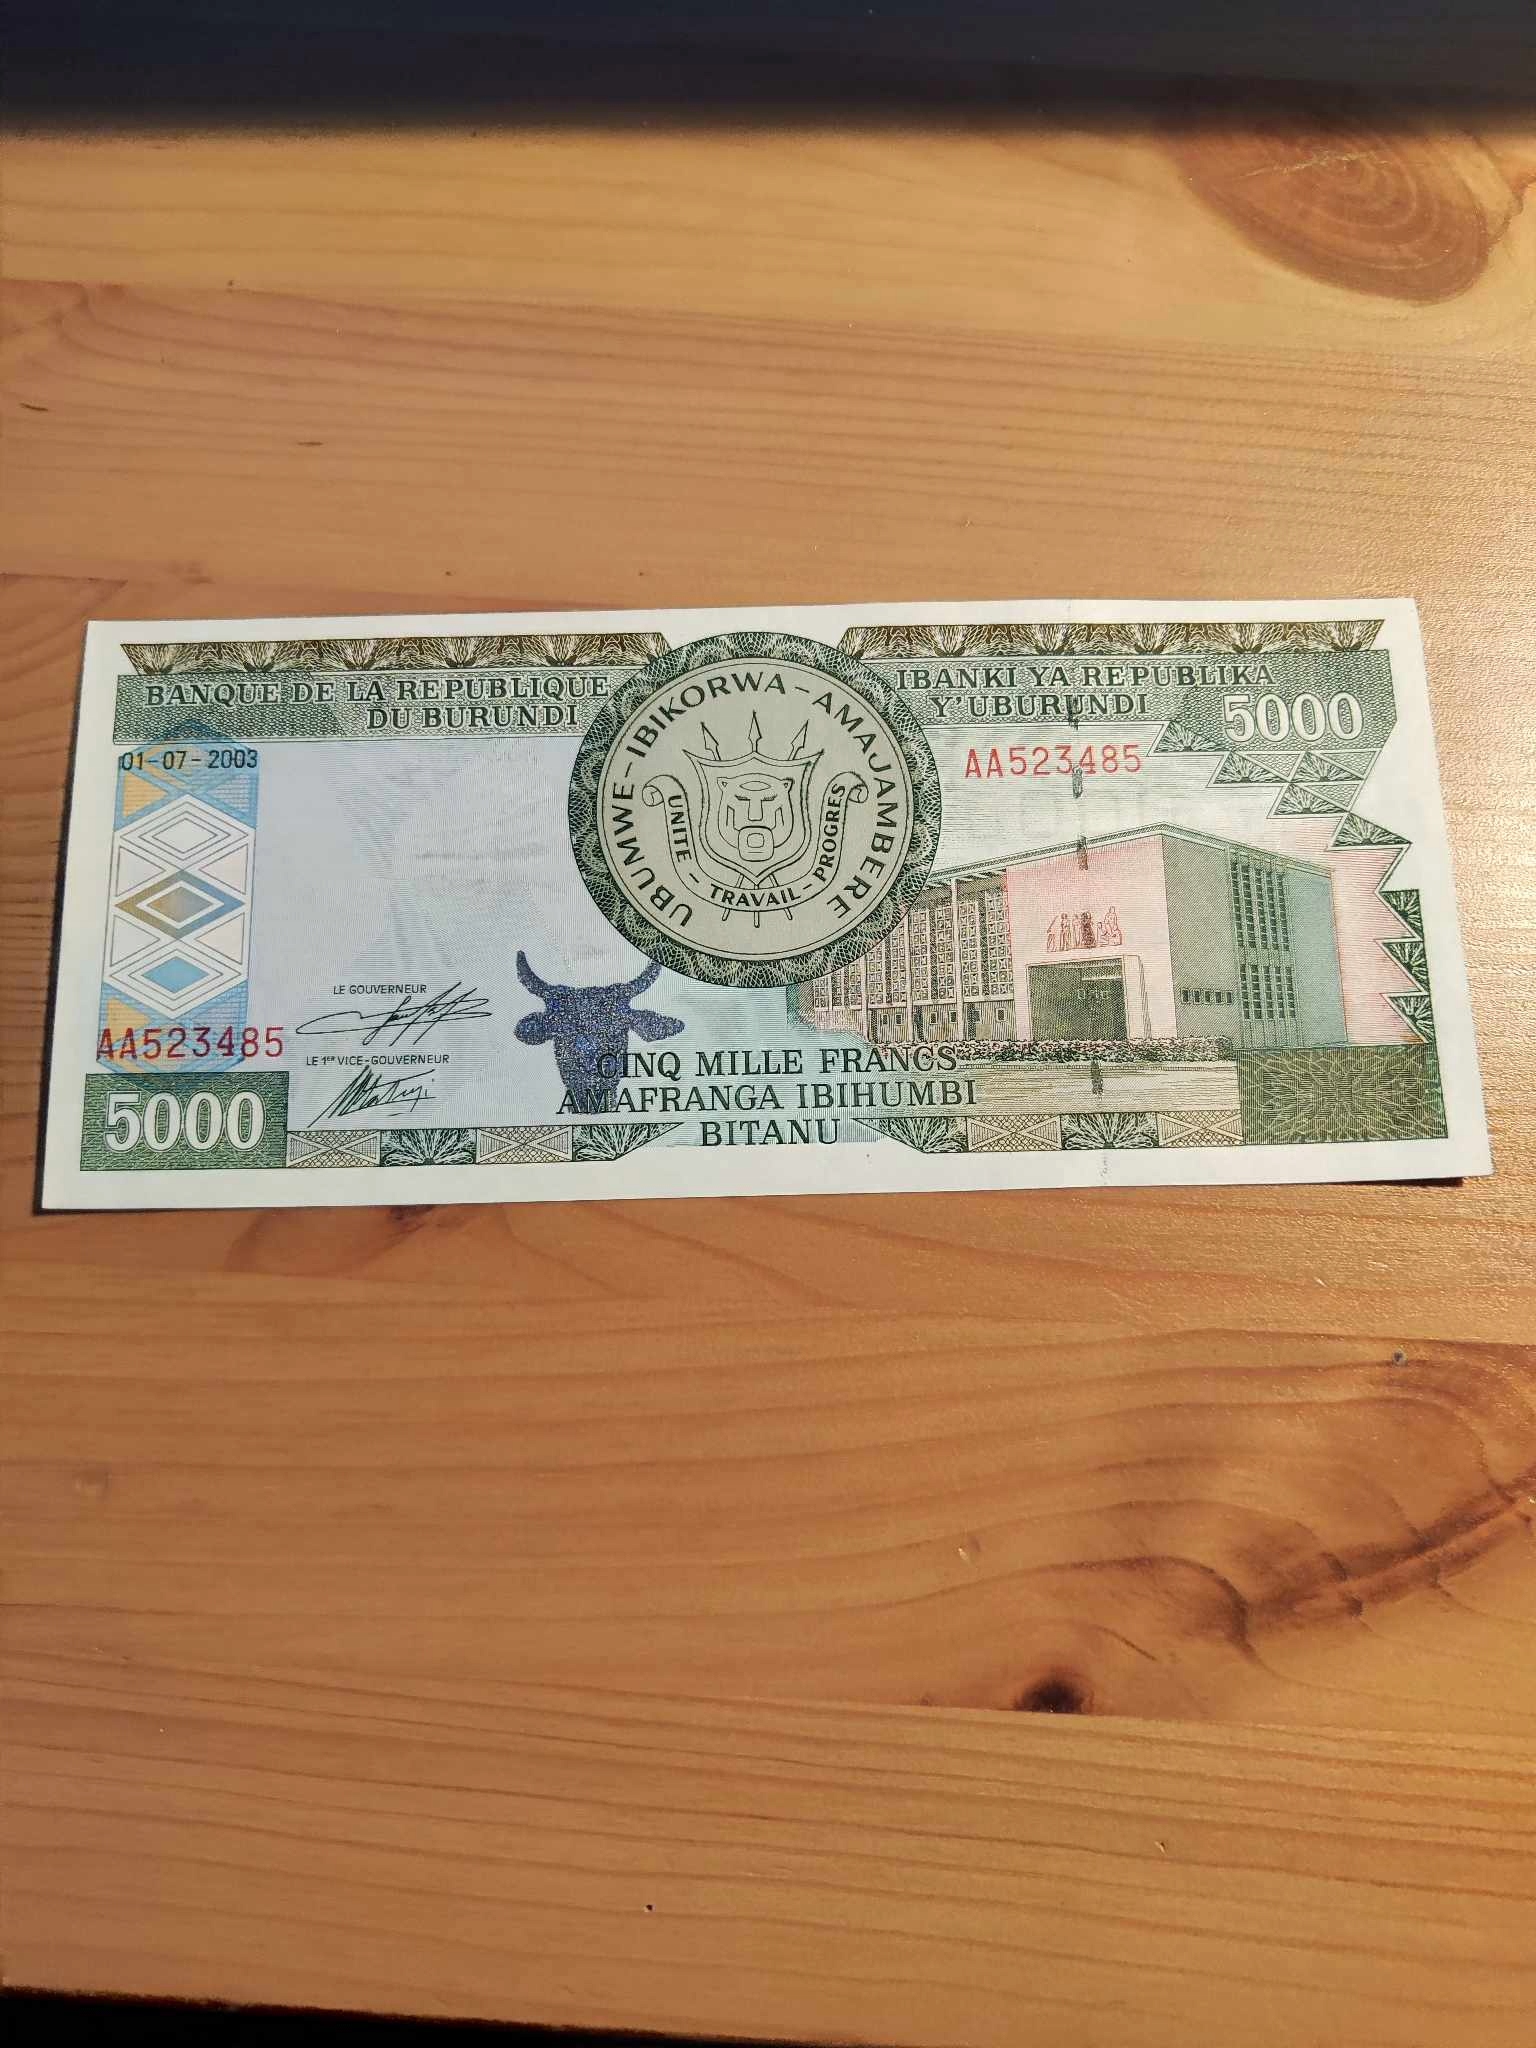 BANQUE DE LA REPUBLIQUE
DU BURUNDI
IBANKI YA REPUBLIKA
Y'UBURUNDI
5000
01-07-2003
AA523485
UBUMWE-IBIKORWA-AMAJAMBERE
UNITE - TRAVAIL - PROGRES
LE GOUVERNEUR
AA523485
LE 1ER VICE-GOUVERNEUR
5000
CINQ MILLE FRANCS
AMAFRANGA IBIHUMBI
BITANU